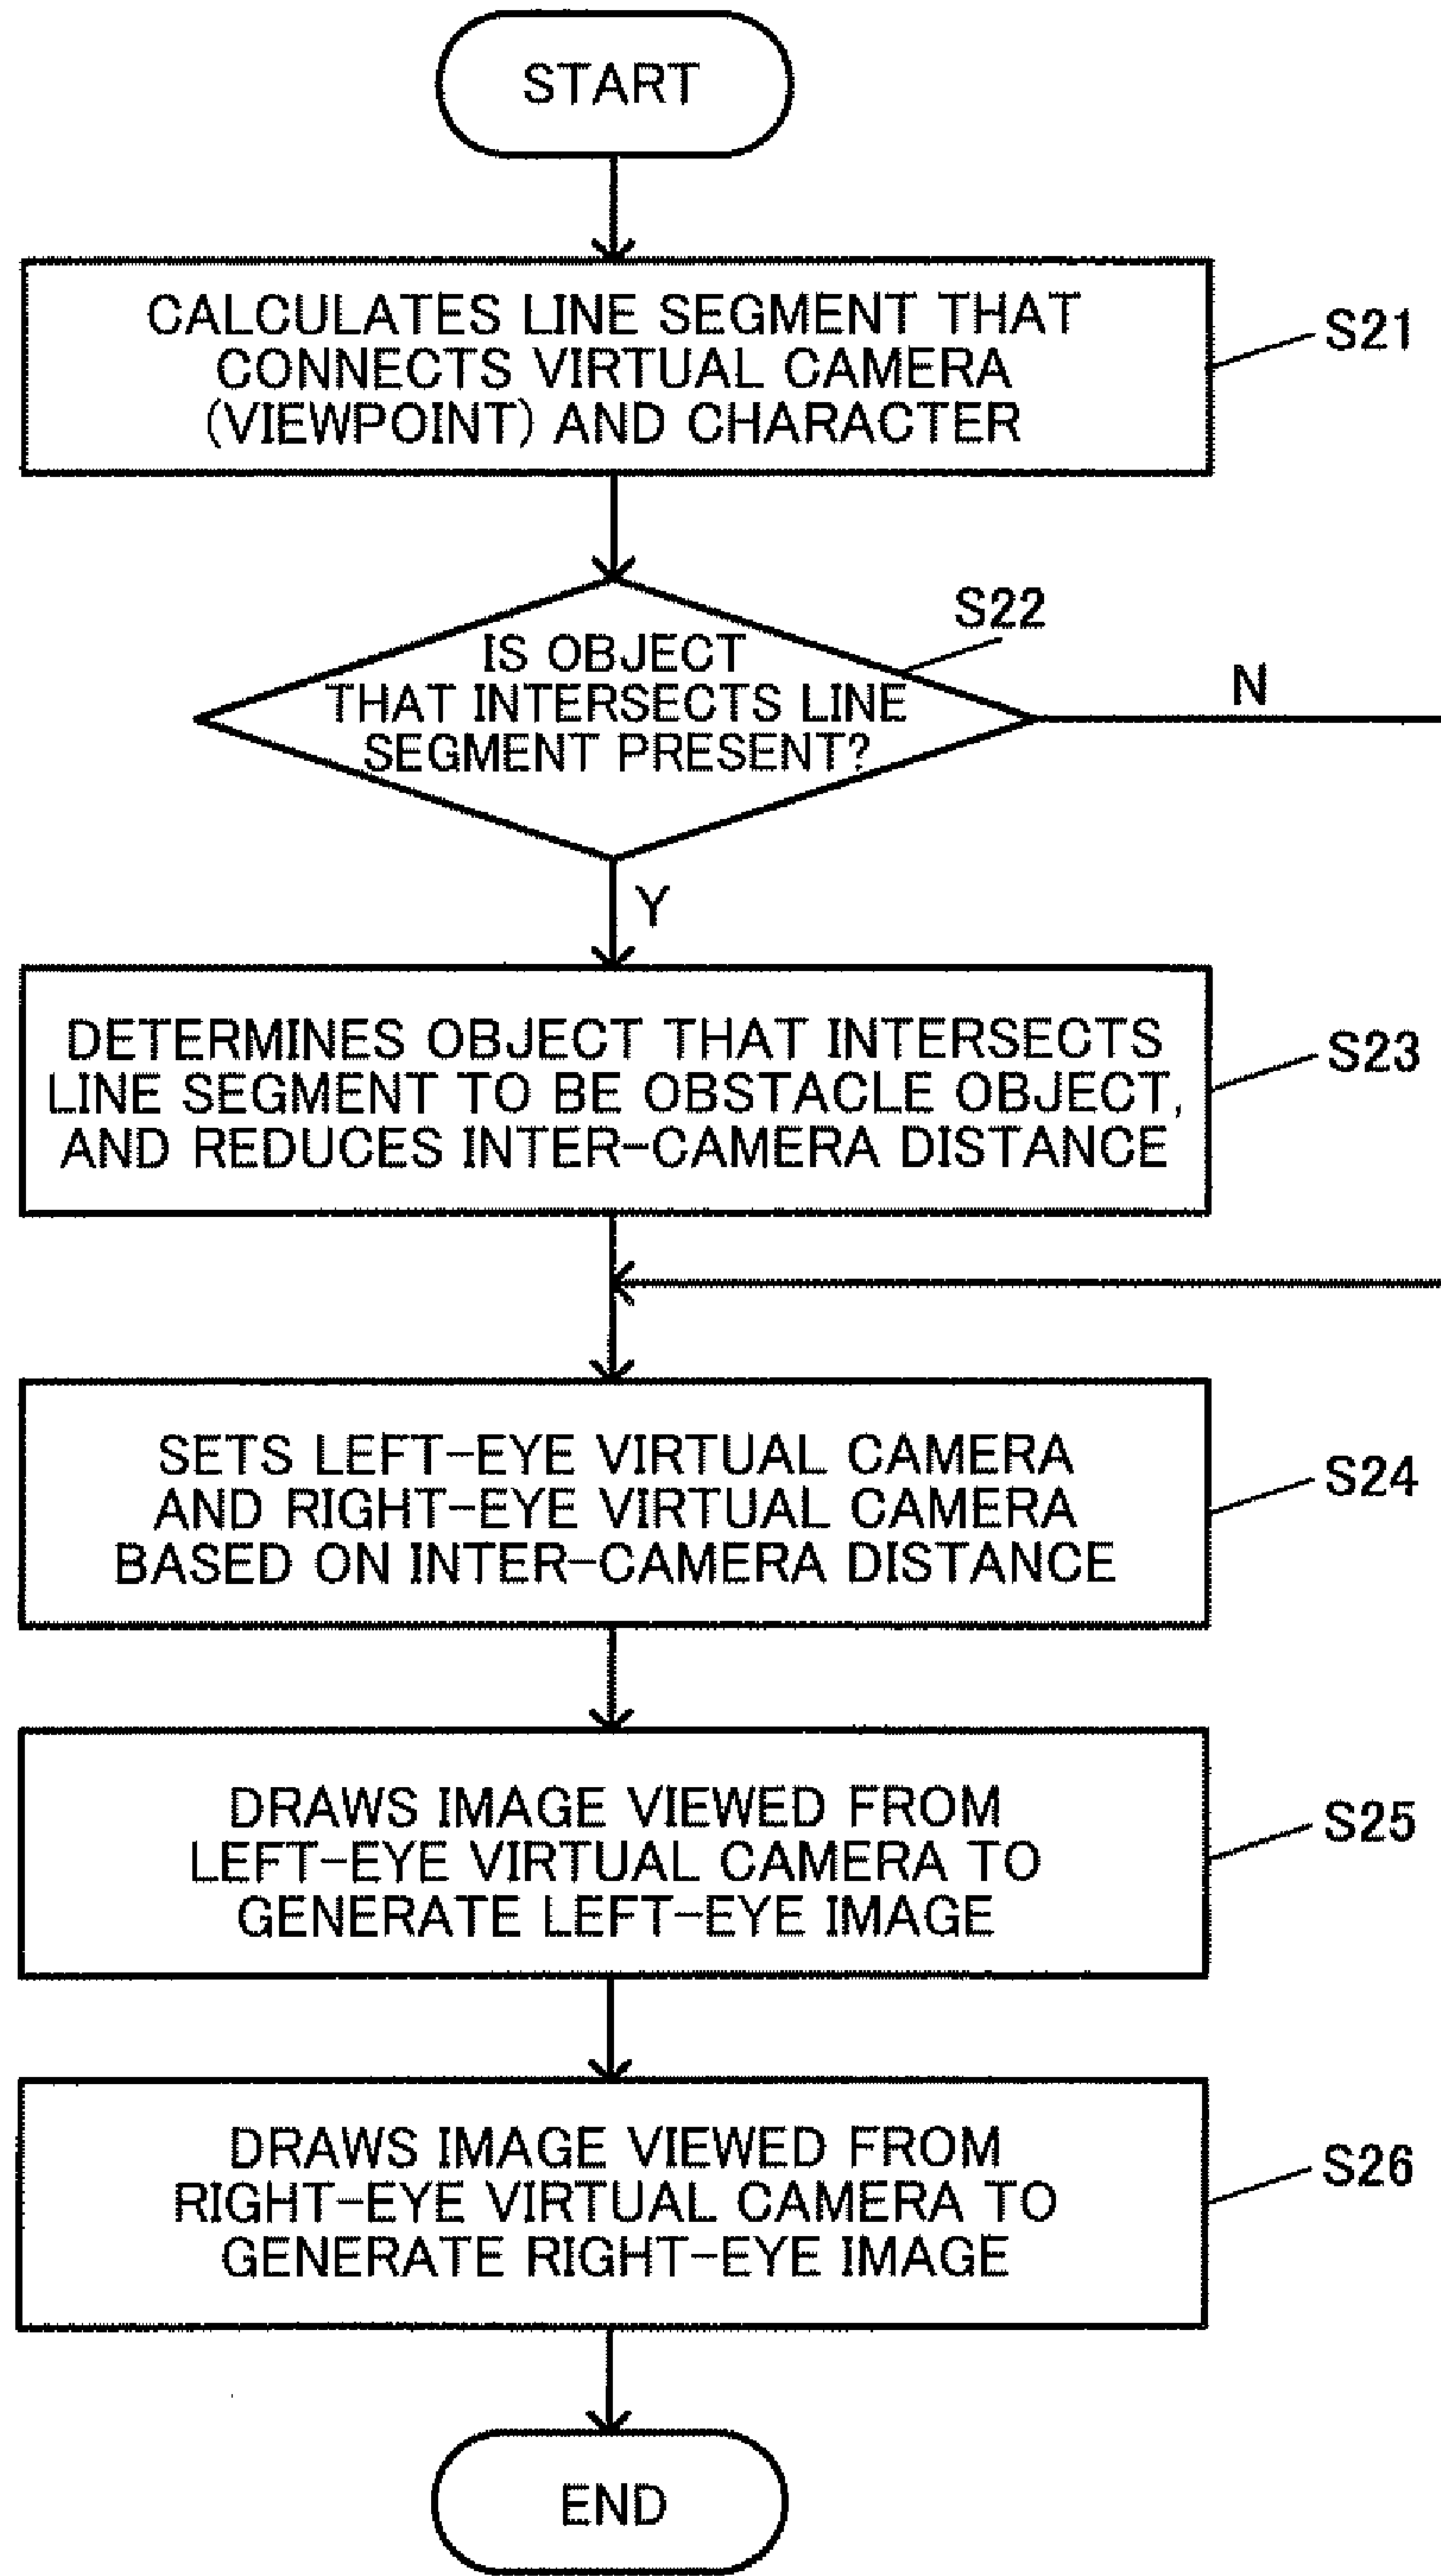 START
CALCULATES LINE SEGMENT THAT
CONNECTS VIRTUAL CAMERA
(VIEWPOINT) AND CHARACTER
S21
S22
IS OBJECT
THAT INTERSECTS LINE
SEGMENT PRESENT?
N
Y
DETERMINES OBJECT THAT INTERSECTS
LINE SEGMENT TO BE OBSTACLE OBJECT,
AND REDUCES INTER-CAMERA DISTANCE
S23
SETS LEFT-EYE VIRTUAL CAMERA
AND RIGHT-EYE VIRTUAL CAMERA
BASED ON INTER-CAMERA DISTANCE
S24
DRAWS IMAGE VIEWED FROM
LEFT-EYE VIRTUAL CAMERA TO
GENERATE LEFT-EYE IMAGE
S25
DRAWS IMAGE VIEWED FROM
RIGHT-EYE VIRTUAL CAMERA TO
GENERATE RIGHT-EYE IMAGE
S26
END